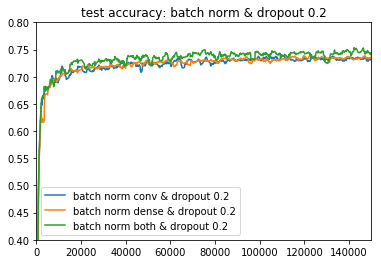 test accuracy: batch norm & dropout 0.2
0.80
0.75
0.70
0.65
0.60
0.55
0.50
0.45
0.40
batch norm conv & dropout 0.2
batch norm dense & dropout 0.2
batch norm both & dropout 0.2
0 20000 40000 60000 80000 100000 120000 140000